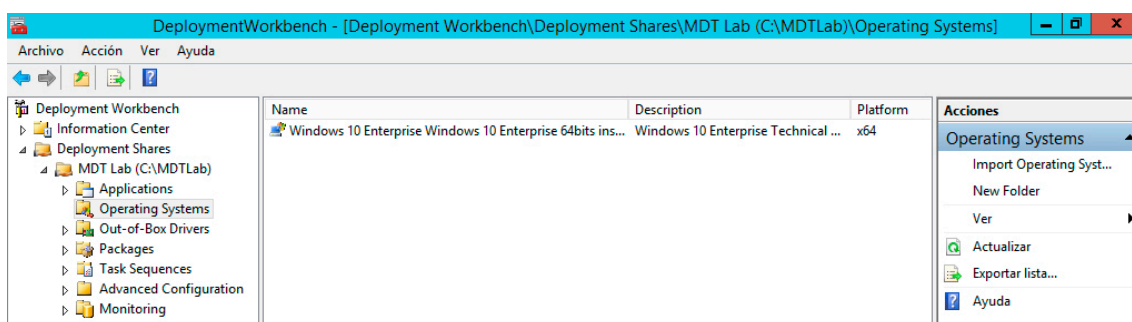 DeploymentWorkbench - [Deployment Workbench\Deployment Shares\MDT Lab (C:\MDTLab)\Operating Systems]
Archivo Acción Ver Ayuda
Deployment Workbench
Information Center
Deployment Shares
MDT Lab (C:\MDTLab)
Applications
Operating Systems
Out-of-Box Drivers
Packages
Task Sequences
Advanced Configuration
Monitoring
Name Description Platform
Windows 10 Enterprise Windows 10 Enterprise 64bits ins... Windows 10 Enterprise Technical ... x64
Acciones
Operating Systems
Import Operating Syst...
New Folder
Ver
Actualizar
Exportar lista...
Ayuda